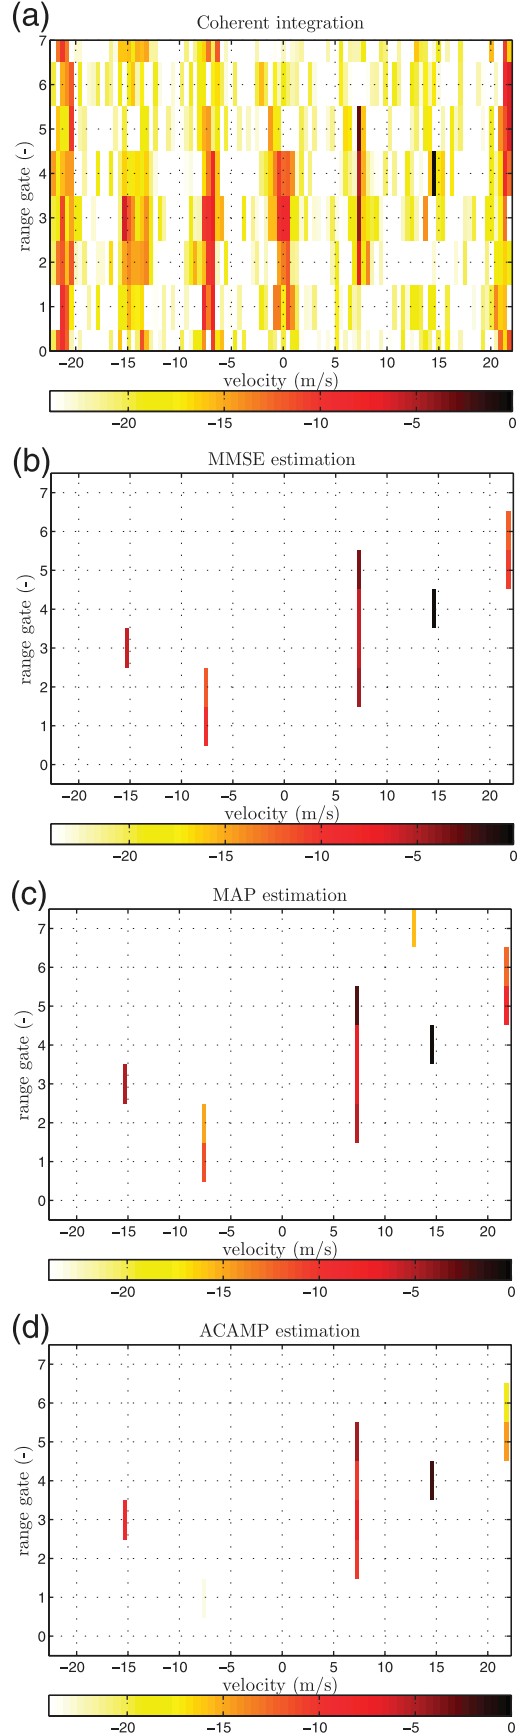 (a)
Coherent integration
7
6
5
4
3
2
1
0
range gate (-)
−20 −15 −10 −5 0 5 10 15 20
velocity (m/s)
−20 −15 −10 −5 0
(b)
MMSE estimation
7
6
5
4
3
2
1
0
range gate (-)
−20 −15 −10 −5 0 5 10 15 20
velocity (m/s)
−20 −15 −10 −5 0
(c)
MAP estimation
7
6
5
4
3
2
1
0
range gate (-)
−20 −15 −10 −5 0 5 10 15 20
velocity (m/s)
−20 −15 −10 −5 0
(d)
ACAMP estimation
7
6
5
4
3
2
1
0
range gate (-)
−20 −15 −10 −5 0 5 10 15 20
velocity (m/s)
−20 −15 −10 −5 0